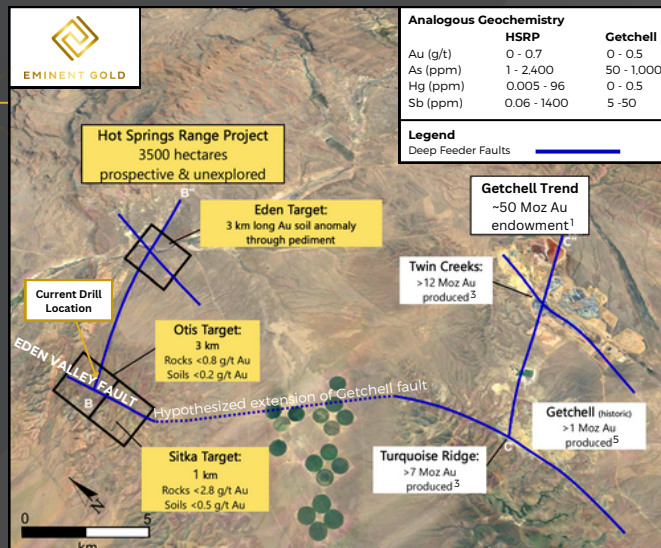 EMINENT GOLD
Analogous Geochemistry
HSRP Getchell
Au (g/t) 0 - 0.7 0 - 0.5
As (ppm) 1 - 2,400 50 - 1,000
Hg (ppm) 0.005 - 96 0 - 0.5
Sb (ppm) 0.06 - 1400 5 -50
Legend
Deep Feeder Faults
Hot Springs Range Project
3500 hectares
prospective & unexplored
B"
Getchell Trend
~50 Moz Au
endowment1
C"
Eden Target:
3 km long Au soil anomaly
through pediment
Twin Creeks:
>12 Moz Au
produced3
Current Drill
Location
Otis Target:
3 km
Rocks <0.8 g/t Au
Soils <0.2 g/t Au
EDEN VALLEY FAULT
B
Hypothesized extension of Getchell fault
Getchell (historic)
>1 Moz Au
produced5
C
Turquoise Ridge:
>7 Moz Au
produced3
Sitka Target:
1 km
Rocks <2.8 g/t Au
Soils <0.5 g/t Au
N
0 5
km